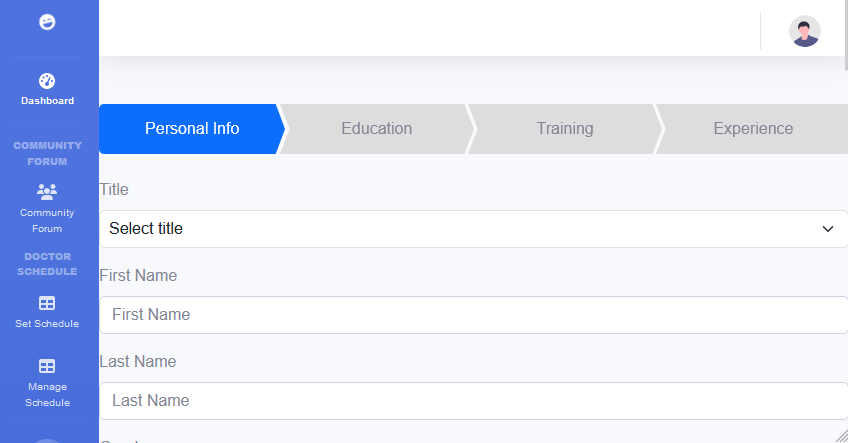 Dashboard
COMMUNITY
FORUM
Community
Forum
DOCTOR
SCHEDULE
Set Schedule
Manage
Schedule
Personal Info
Education
Training
Experience
Title
Select title
First Name
First Name
Last Name
Last Name